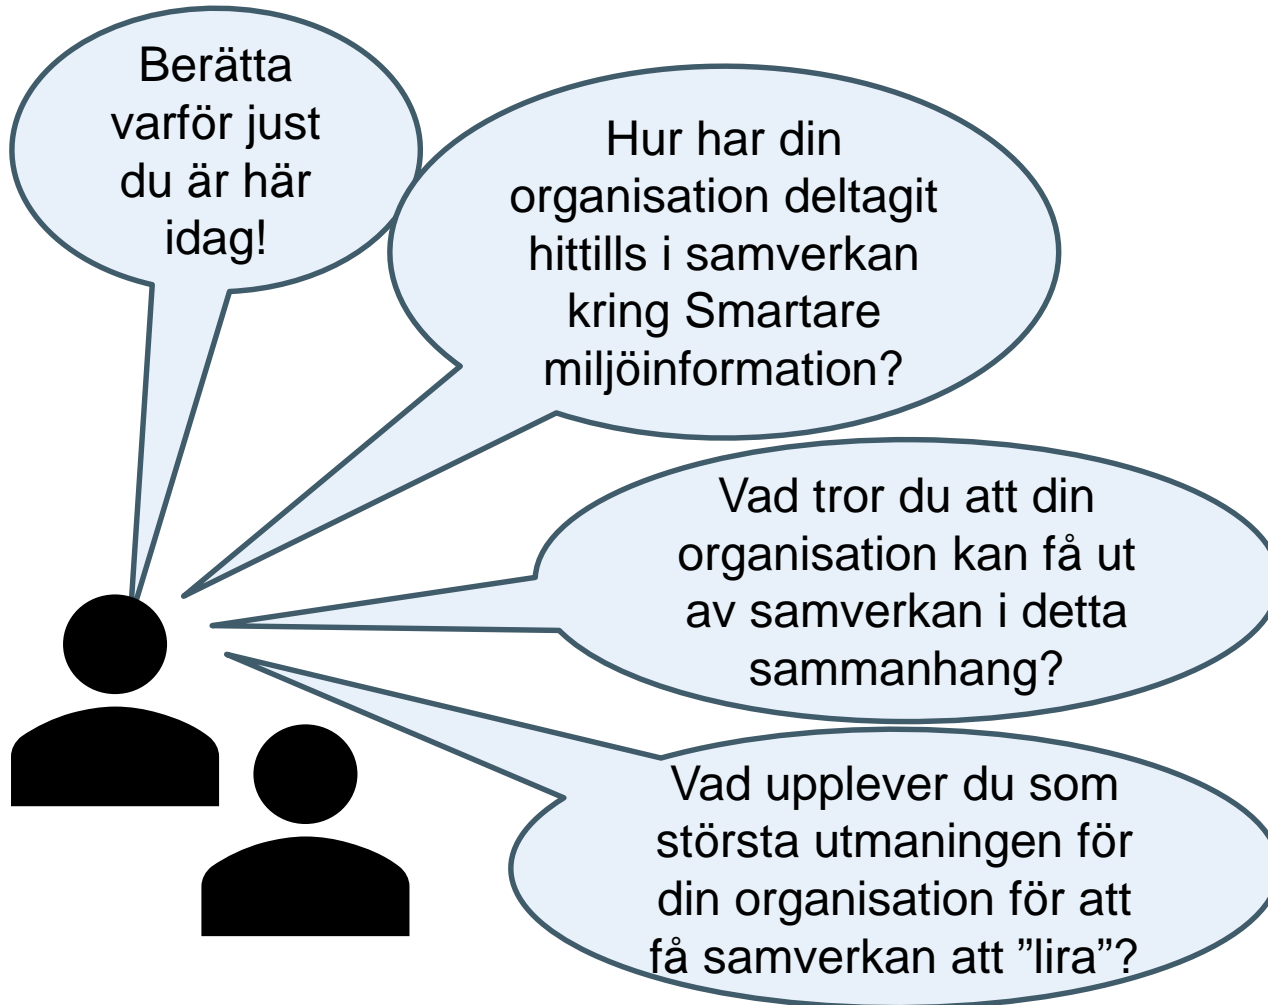 Berätta
varför just
du är här
idag!
Hur har din
organisation deltagit
hittills i samverkan
kring Smartare
miljöinformation?
Vad tror du att din
organisation kan få ut
av samverkan i detta
sammanhang?
Vad upplever du som
största utmaningen för
din organisation för att
få samverkan att ”lira”?